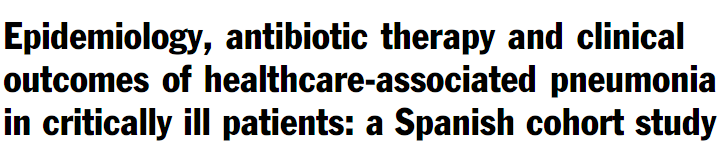 Epidemiology, antibiotic therapy and clinical
outcomes of healthcare-associated pneumonia
in critically ill patients: a Spanish cohort study